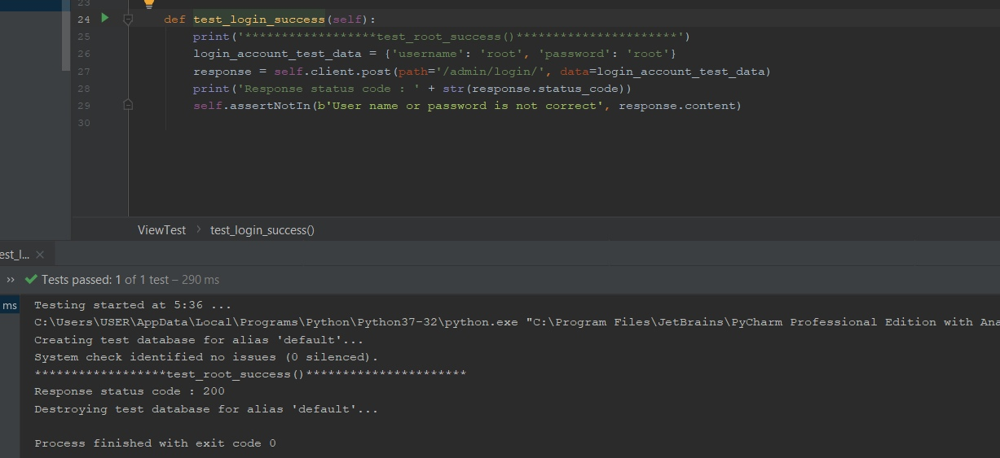 23
24 def test_login_success(self):
25 print('******************test_root_success()**********************')
26 login_account_test_data = {'username': 'root', 'password': 'root'}
27 response = self.client.post(path='/admin/login/', data=login_account_test_data)
28 print('Response status code : ' + str(response.status_code))
29 self.assertNotIn(b'User name or password is not correct', response.content)
30
ViewTest > test_login_success()
est_l... ×
» Tests passed: 1 of 1 test – 290 ms
ms Testing started at 5:36 ...
C:\Users\USER\AppData\Local\Programs\Python\Python37-32\python.exe "C:\Program Files\JetBrains\PyCharm Professional Edition with Ana
Creating test database for alias 'default'...
System check identified no issues (0 silenced).
******************test_root_success()**********************
Response status code : 200
Destroying test database for alias 'default'...
Process finished with exit code 0